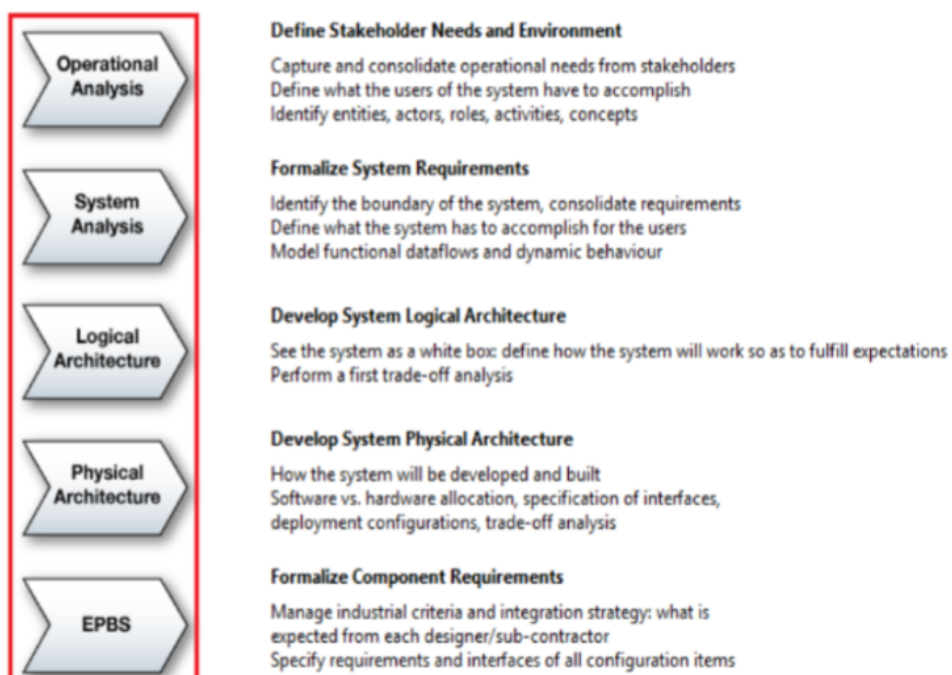 Operational
Analysis
Define Stakeholder Needs and Environment
Capture and consolidate operational needs from stakeholders
Define what the users of the system have to accomplish
Identify entities, actors, roles, activities, concepts
System
Analysis
Formalize System Requirements
Identify the boundary of the system, consolidate requirements
Define what the system has to accomplish for the users
Model functional dataflows and dynamic behaviour
Logical
Architecture
Develop System Logical Architecture
See the system as a white box: define how the system will work so as to fulfill expectations
Perform a first trade-off analysis
Physical
Architecture
Develop System Physical Architecture
How the system will be developed and built
Software vs. hardware allocation, specification of interfaces,
deployment configurations, trade-off analysis
EPBS
Formalize Component Requirements
Manage industrial criteria and integration strategy: what is
expected from each designer/sub-contractor
Specify requirements and interfaces of all configuration items